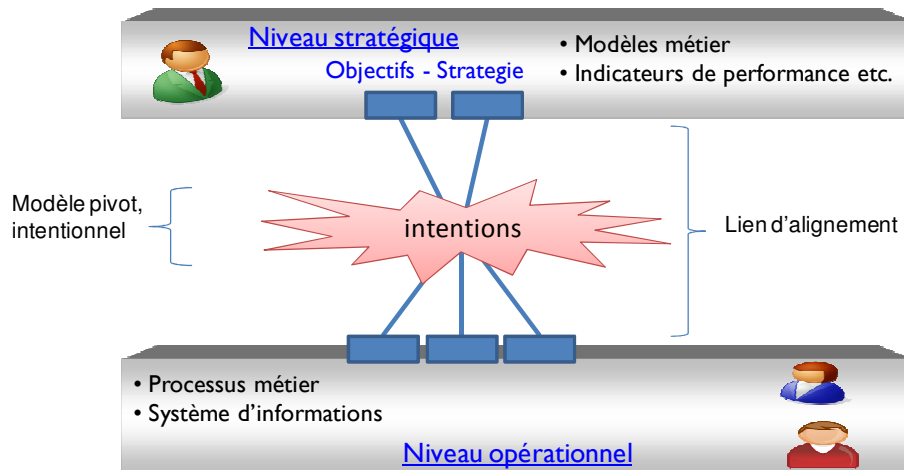 Niveau stratégique
Objectifs - Strategie
• Modèles métier
• Indicateurs de performance etc.
Modèle pivot,
intentionnel
intentions
Lien d'alignement
• Processus métier
• Système d'informations
Niveau opérationnel